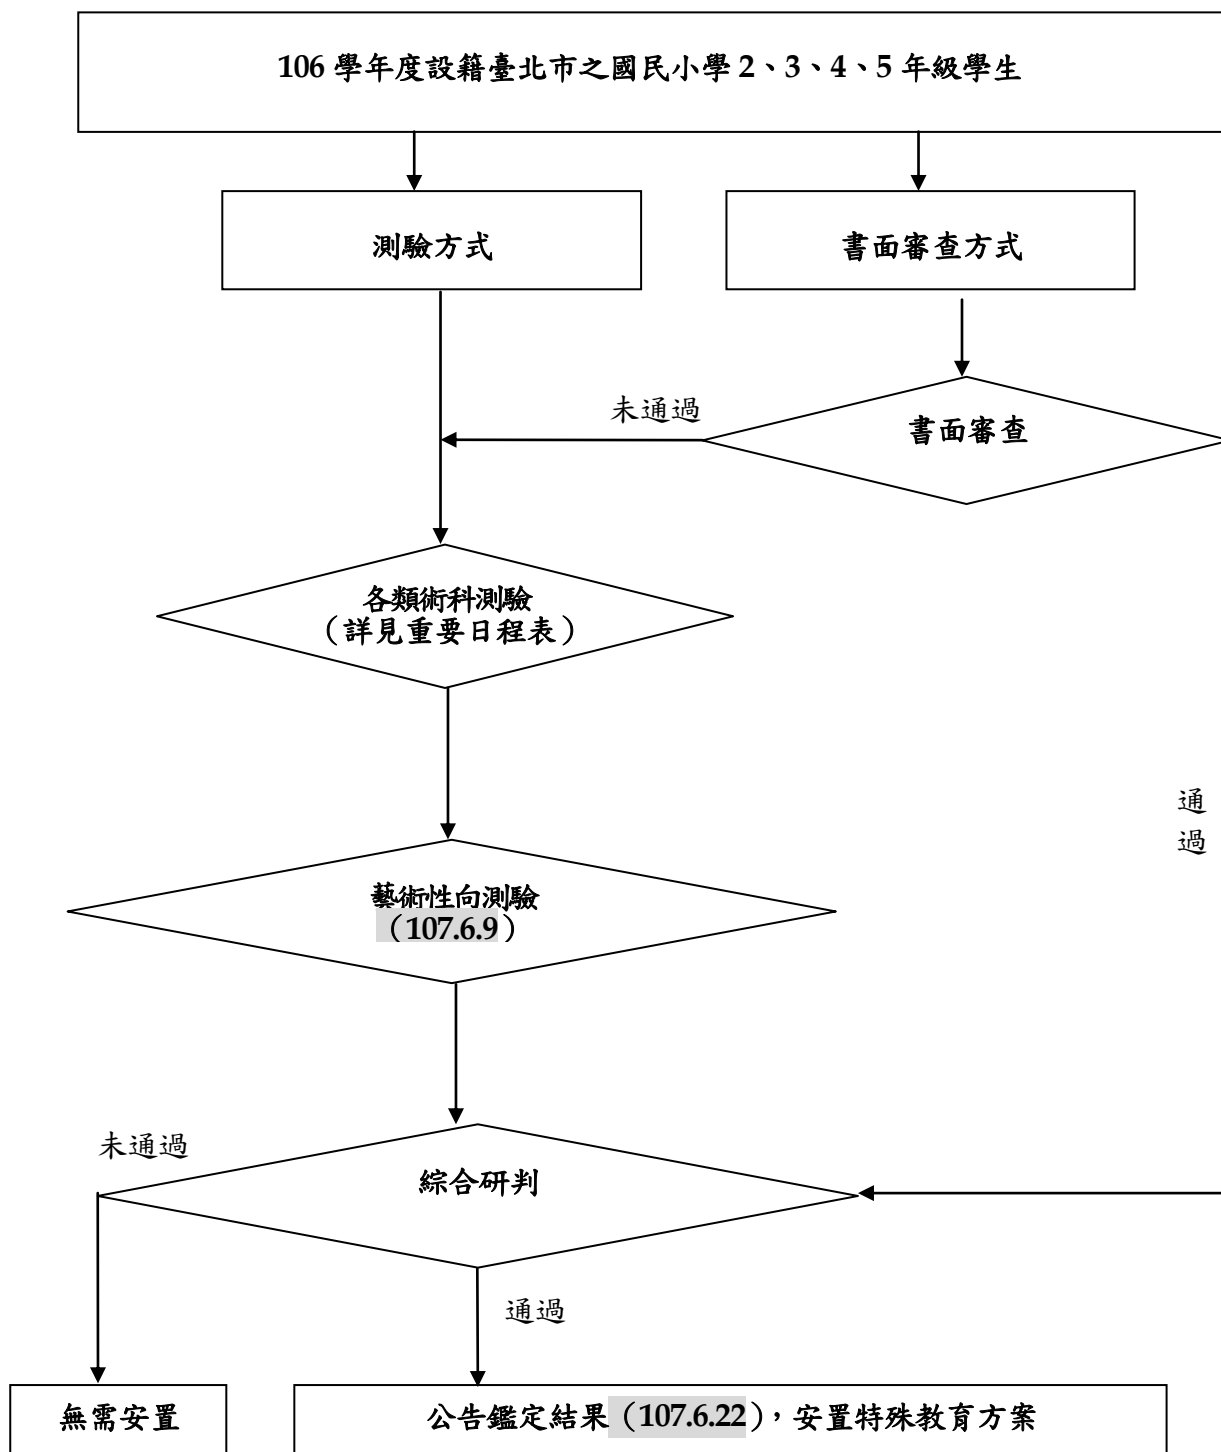 106 學年度設籍臺北市之國民小學 2、3、4、5 年級學生
測驗方式
書面審查方式
未通過
書面審查
各類術科測驗
（詳見重要日程表）
通
過
藝術性向測驗
（107.6.9）
未通過
綜合研判
通過
無需安置
公告鑑定結果（107.6.22），安置特殊教育方案